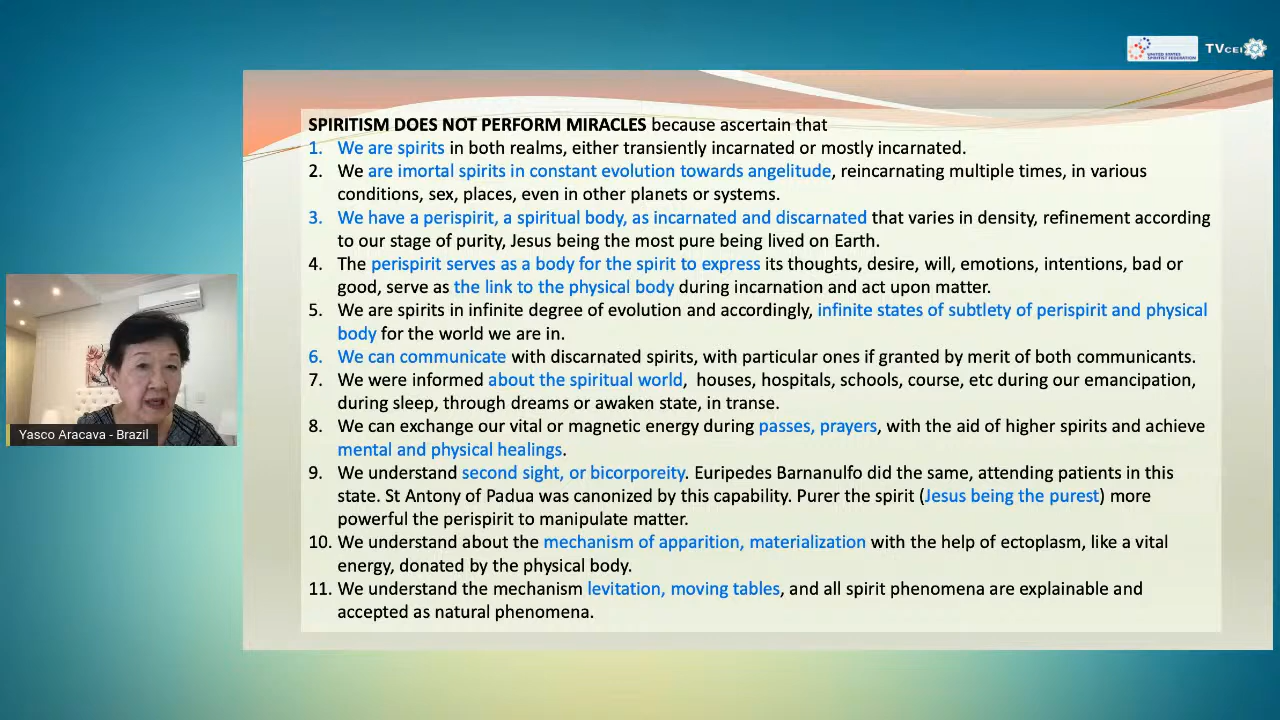 UNITED STATES
SPIRITIST FEDERATION
TVCEI
SPIRITISM DOES NOT PERFORM MIRACLES because ascertain that
1. We are spirits in both realms, either transiently incarnated or mostly incarnated.
2. We are imortal spirits in constant evolution towards angelitude, reincarnating multiple times, in various
conditions, sex, places, even in other planets or systems.
3. We have a perispirit, a spiritual body, as incarnated and discarnated that varies in density, refinement according
to our stage of purity, Jesus being the most pure being lived on Earth.
4. The perispirit serves as a body for the spirit to express its thoughts, desire, will, emotions, intentions, bad or
good, serve as the link to the physical body during incarnation and act upon matter.
5. We are spirits in infinite degree of evolution and accordingly, infinite states of subtlety of perispirit and physical
body for the world we are in.
6. We can communicate with discarnated spirits, with particular ones if granted by merit of both communicants.
7. We were informed about the spiritual world, houses, hospitals, schools, course, etc during our emancipation,
during sleep, through dreams or awaken state, in transe.
8. We can exchange our vital or magnetic energy during passes, prayers, with the aid of higher spirits and achieve
mental and physical healings.
9. We understand second sight, or bicorporeity. Euripedes Barnanulfo did the same, attending patients in this
state. St Antony of Padua was canonized by this capability. Purer the spirit (Jesus being the purest) more
powerful the perispirit to manipulate matter.
10. We understand about the mechanism of apparition, materialization with the help of ectoplasm, like a vital
energy, donated by the physical body.
11. We understand the mechanism levitation, moving tables, and all spirit phenomena are explainable and
accepted as natural phenomena.
Yasco Aracava - Brazil